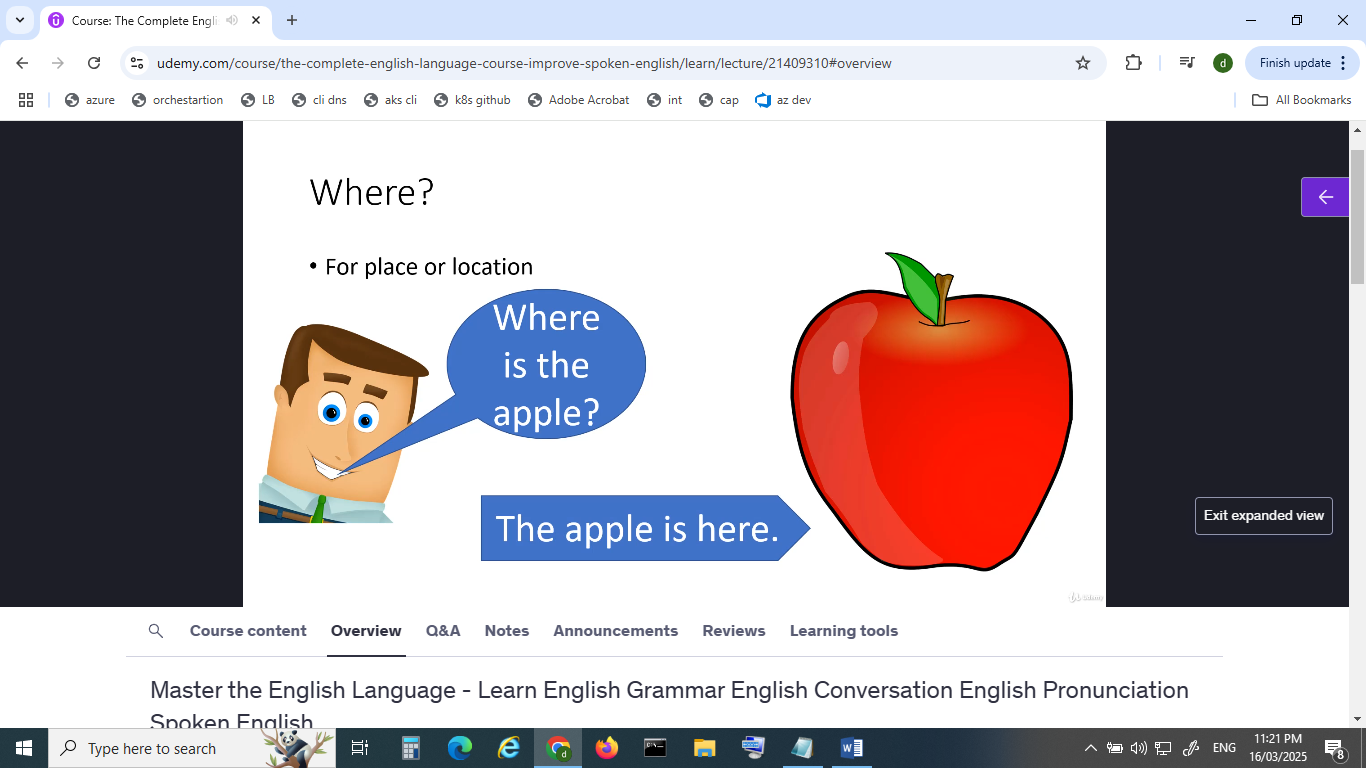 Course: The Complete Engli
udemy.com/course/the-complete-english-language-course-improve-spoken-english/learn/lecture/21409310#overview
d
Finish update
azure
orchestartion
LB
cli dns
aks cli
k8s github
Adobe Acrobat
int
cap
az dev
All Bookmarks
Where?
• For place or location
Where
is the
apple?
The apple is here.
Udemy
Exit expanded view
Course content
Overview
Q&A
Notes
Announcements
Reviews
Learning tools
Master the English Language - Learn English Grammar English Conversation English Pronunciation
Spoken English
Type here to search
ENG
11:21 PM
16/03/2025
8